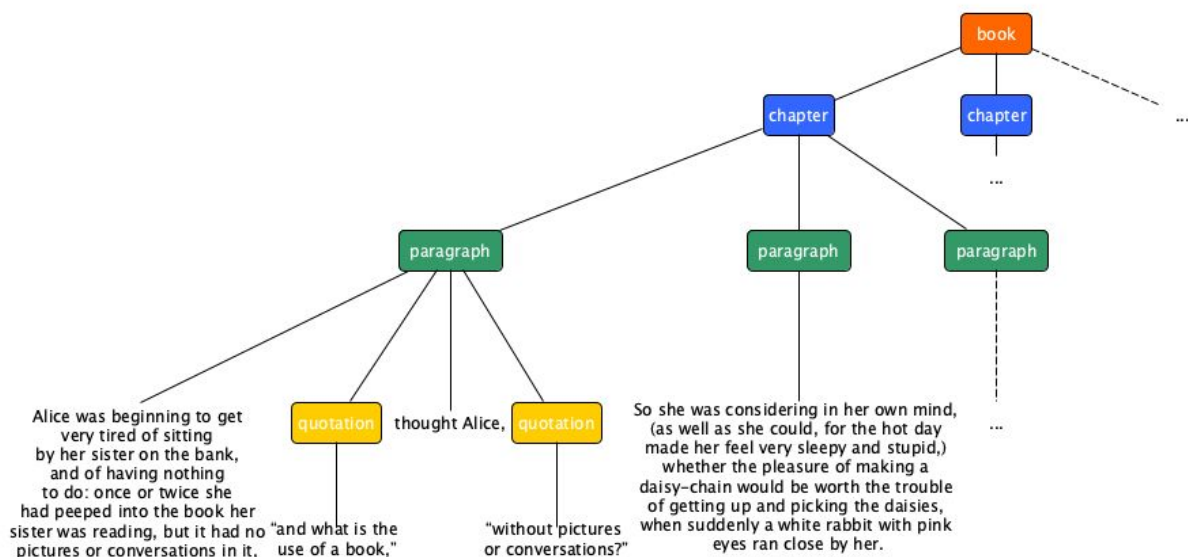 book
chapter
chapter
...
...
paragraph
paragraph
paragraph
Alice was beginning to get
very tired of sitting
by her sister on the bank,
and of having nothing
to do: once or twice she
had peeped into the book her
sister was reading, but it had no
pictures or conversations in it,
quotation
"and what is the
use of a book,"
thought Alice,
quotation
"without pictures
or conversations?"
So she was considering in her own mind,
(as well as she could, for the hot day
made her feel very sleepy and stupid,)
whether the pleasure of making a
daisy-chain would be worth the trouble
of getting up and picking the daisies,
when suddenly a white rabbit with pink
eyes ran close by her.
...